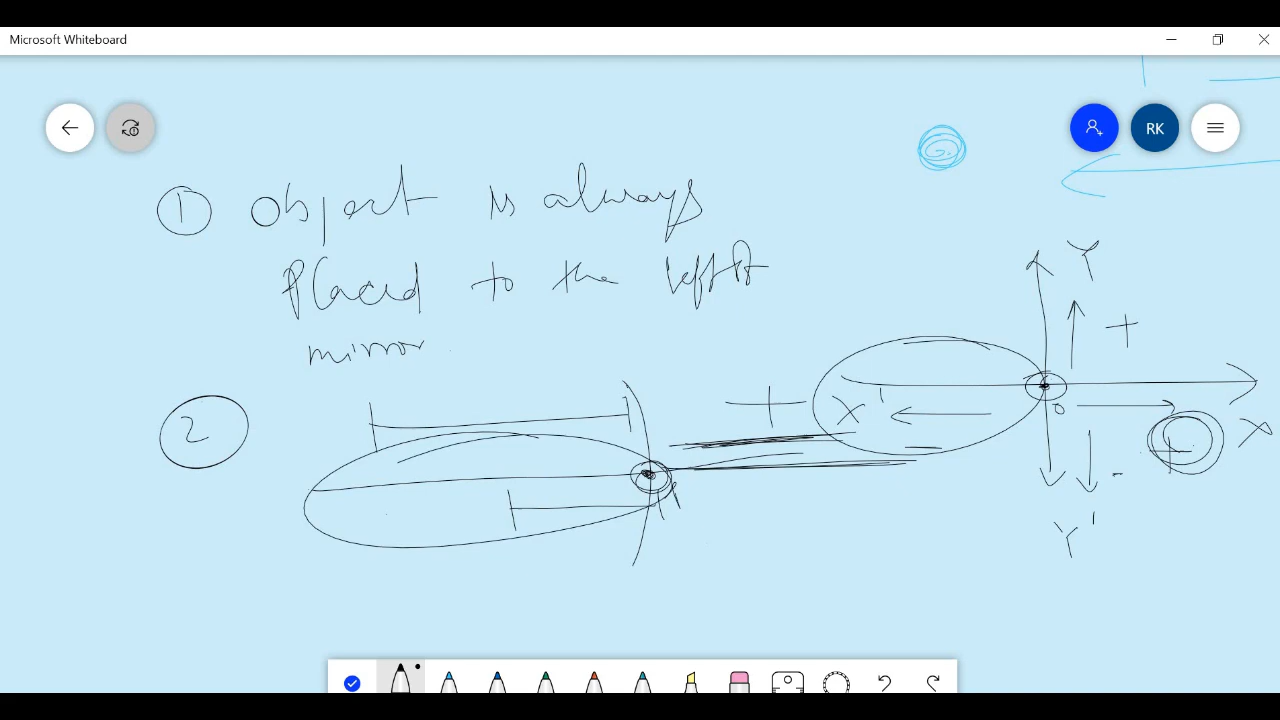 Microsoft Whiteboard
RK
① Object is always
Placed to the left of
mirror
②
+
Y
+
X'
O
X
+
-
Y'